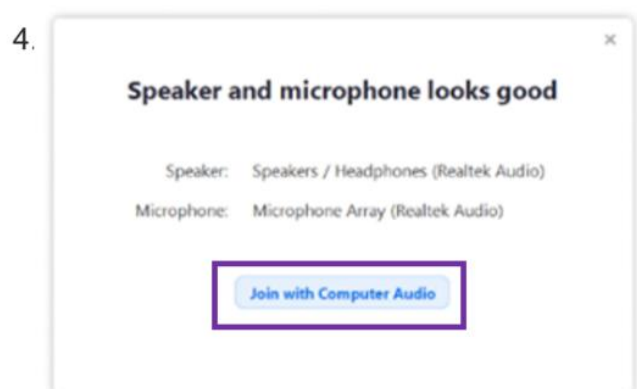 4.
Speaker and microphone looks good
Speaker: Speakers / Headphones (Realtek Audio)
Microphone: Microphone Array (Realtek Audio)
Join with Computer Audio